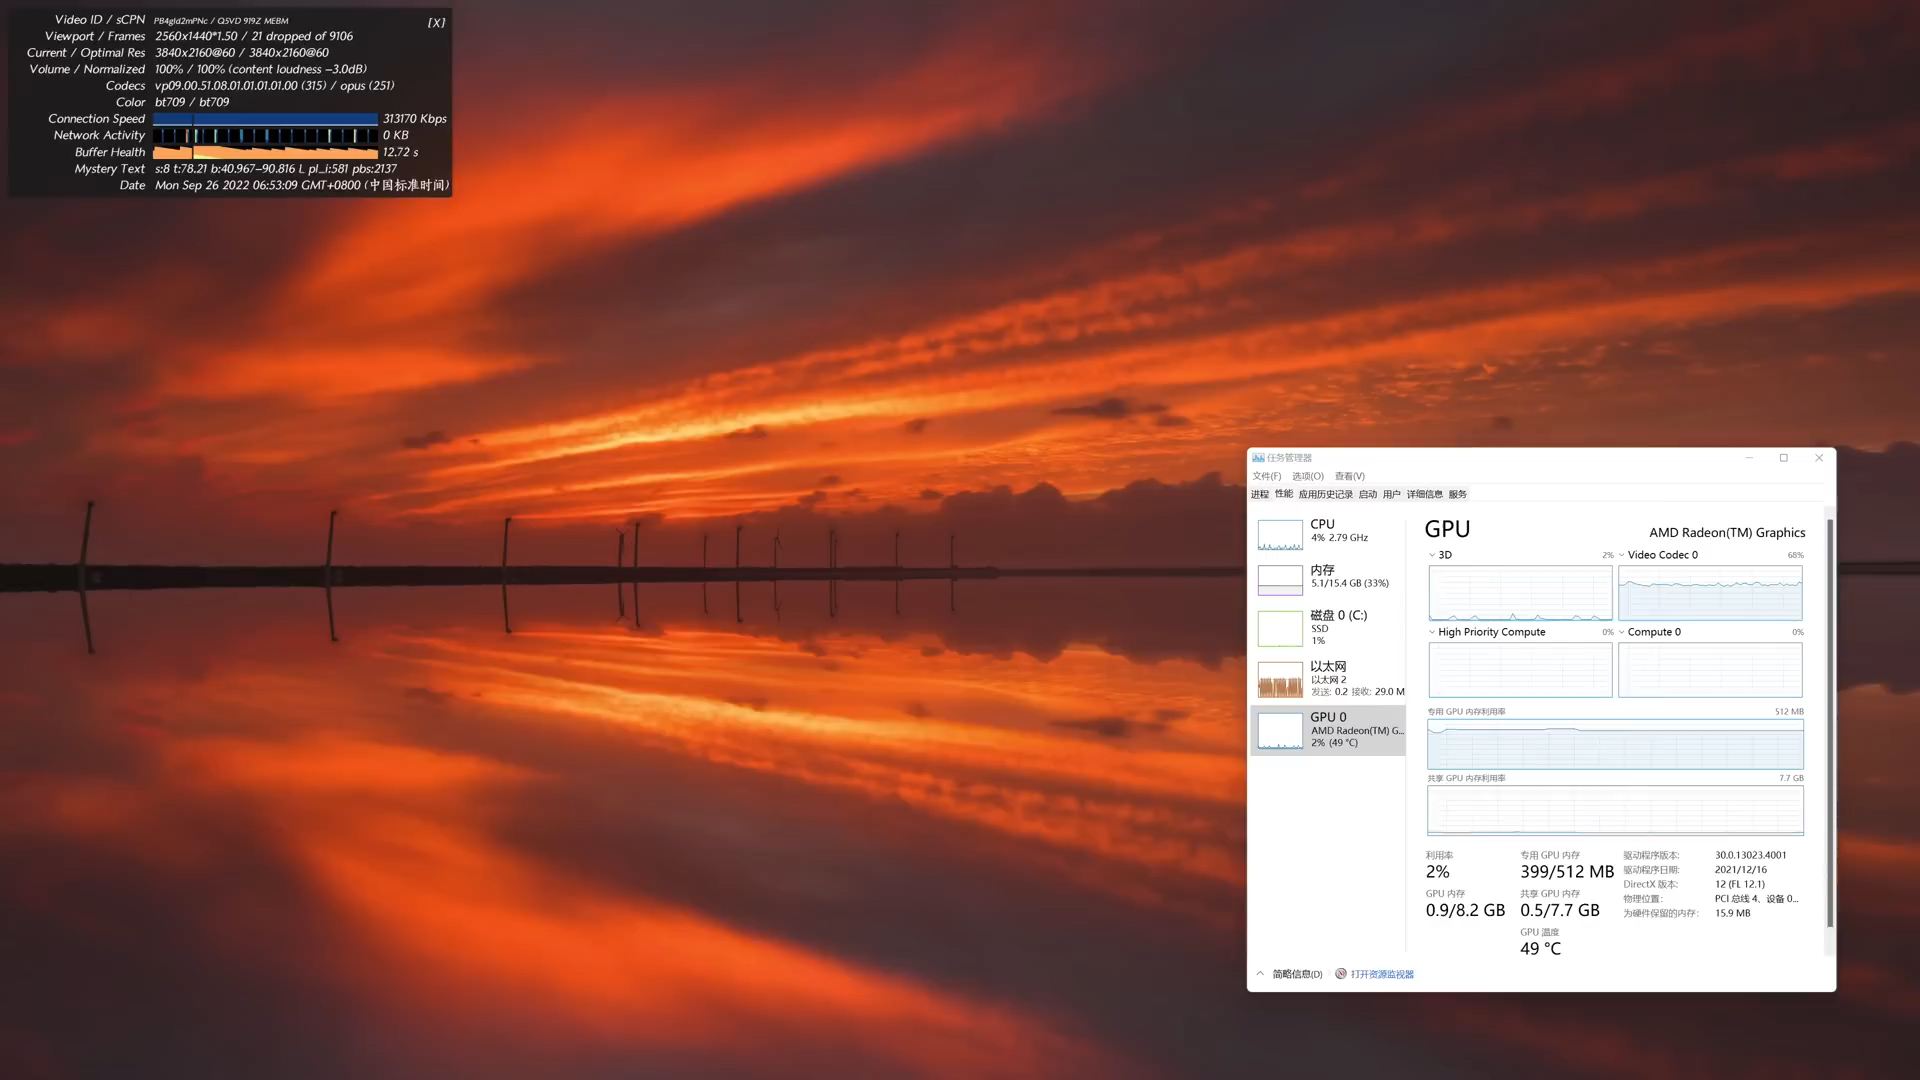 Video ID / sCPN PB4gId2mPNc / Q5VD 919Z MEBM
[X]
Viewport / Frames 2560x1440*1.50 / 21 dropped of 9106
Current / Optimal Res 3840x2160@60 / 3840x2160@60
Volume / Normalized 100% / 100% (content loudness -3.0dB)
Codecs vp09.00.51.08.01.01.01.01.00 (315) / opus (251)
Color bt709 / bt709
Connection Speed 313170 Kbps
Network Activity 0 KB
Buffer Health 12.72 s
Mystery Text s:8 t:78.21 b:40.967-90.816 L pl_i:581 pbs:2137
Date Mon Sep 26 2022 06:53:09 GMT+0800 (中国标准时间)
任务管理器
文件(F) 选项(O) 查看(V)
进程 性能 应用历史记录 启动 用户 详细信息 服务
CPU
4% 2.79 GHz
内存
5.1/15.4 GB (33%)
磁盘 0 (C:)
SSD
1%
以太网
以太网 2
发送: 0.2 接收: 29.0 M
GPU 0
AMD Radeon(TM) G...
2% (49 °C)
GPU AMD Radeon(TM) Graphics
3D 2% Video Codec 0 68%
High Priority Compute 0% Compute 0 0%
专用 GPU 内存利用率 512 MB
共享 GPU 内存利用率 7.7 GB
利用率
2%
GPU 内存
0.9/8.2 GB
专用 GPU 内存
399/512 MB
共享 GPU 内存
0.5/7.7 GB
GPU 温度
49 °C
驱动程序版本: 30.0.13023.4001
驱动程序日期: 2021/12/16
DirectX 版本: 12 (FL 12.1)
物理位置: PCI 总线 4、设备 0...
为硬件保留的内存: 15.9 MB
简略信息(D) 打开资源监视器